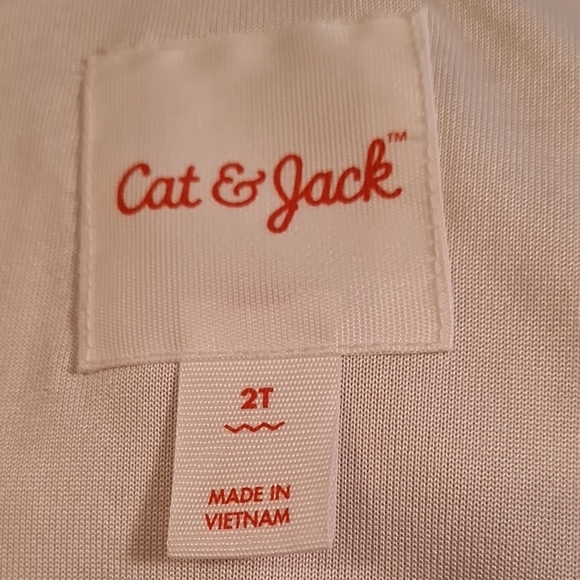 Cat & Jack™
2T
MADE IN
VIETNAM